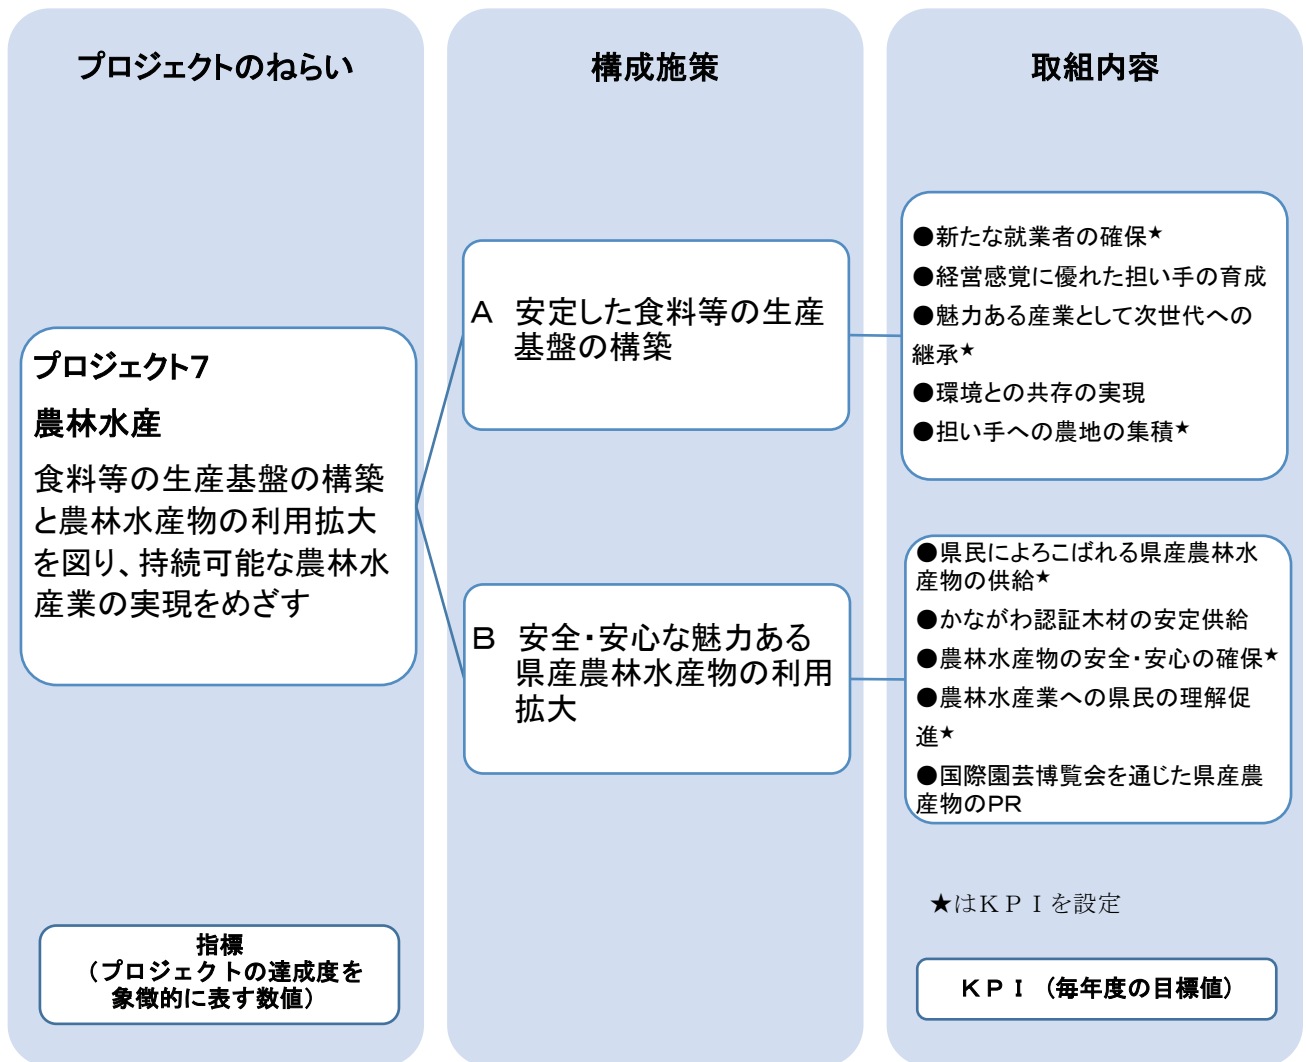 プロジェクトのねらい
プロジェクト7
農林水産
食料等の生産基盤の構築
と農林水産物の利用拡大
を図り、持続可能な農林水
産業の実現をめざす
指標
（プロジェクトの達成度を
象徴的に表す数値）
構成施策
A 安定した食料等の生産
基盤の構築
B 安全・安心な魅力ある
県産農林水産物の利用
拡大
取組内容
●新たな就業者の確保★
●経営感覚に優れた担い手の育成
●魅力ある産業として次世代への
継承★
●環境との共存の実現
●担い手への農地の集積★
●県民によろこばれる県産農林水
産物の供給★
●かながわ認証木材の安定供給
●農林水産物の安全・安心の確保★
●農林水産業への県民の理解促
進★
●国際園芸博覧会を通じた県産農
産物のPR
★はＫＰＩを設定
ＫＰＩ（毎年度の目標値）